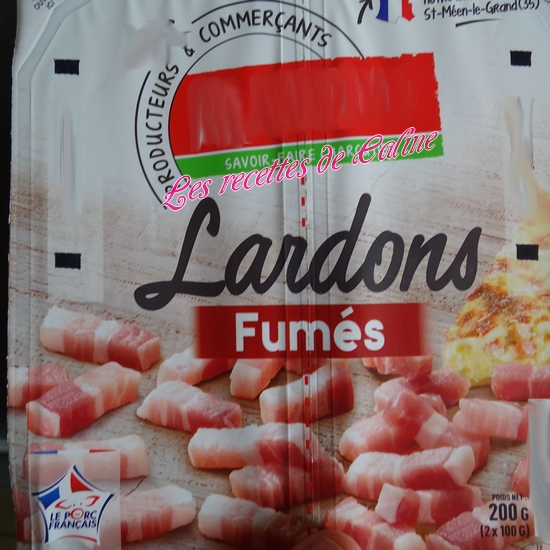 St-Méen-le-Grand (35)
PRODUCTEURS & COMMERÇANTS
SAVOIR-FAIRE
Les recettes de Caline
Lardons
Fumés
LE PORC
FRANÇAIS
POIDS NET :
200 G
(2 x 100 G)